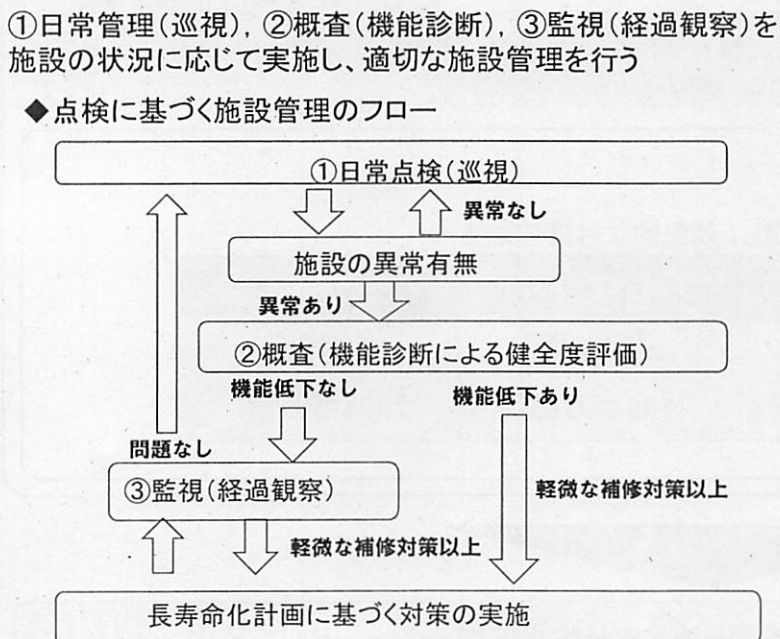 ①日常管理(巡視), ②概査(機能診断), ③監視(経過観察)を
施設の状況に応じて実施し、適切な施設管理を行う
◆点検に基づく施設管理のフロー
①日常点検(巡視)
異常なし
施設の異常有無
異常あり
②概査(機能診断による健全度評価)
機能低下なし
機能低下あり
問題なし
③監視(経過観察)
軽微な補修対策以上
軽微な補修対策以上
長寿命化計画に基づく対策の実施